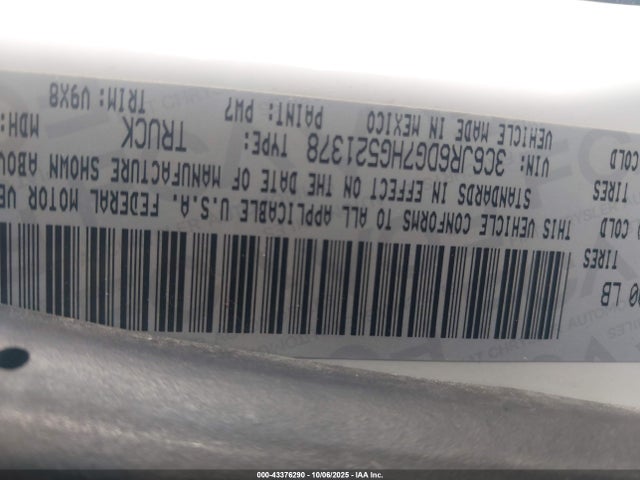 00 LB
TIRES
COLD
TIRES
COLD
THIS VEHICLE CONFORMS TO ALL APPLICABLE U.S.A. FEDERAL MOTOR VE
STANDARDS IN EFFECT ON THE DATE OF MANUFACTURE SHOWN ABOV
VIN: 3C6JR6DG7HG521378 TYPE: TRUCK MDH:
VEHICLE MADE IN MEXICO PAINT: PW7 TRIM: V9X8
000-43376290 - 10/06/2025 - IAA Inc.